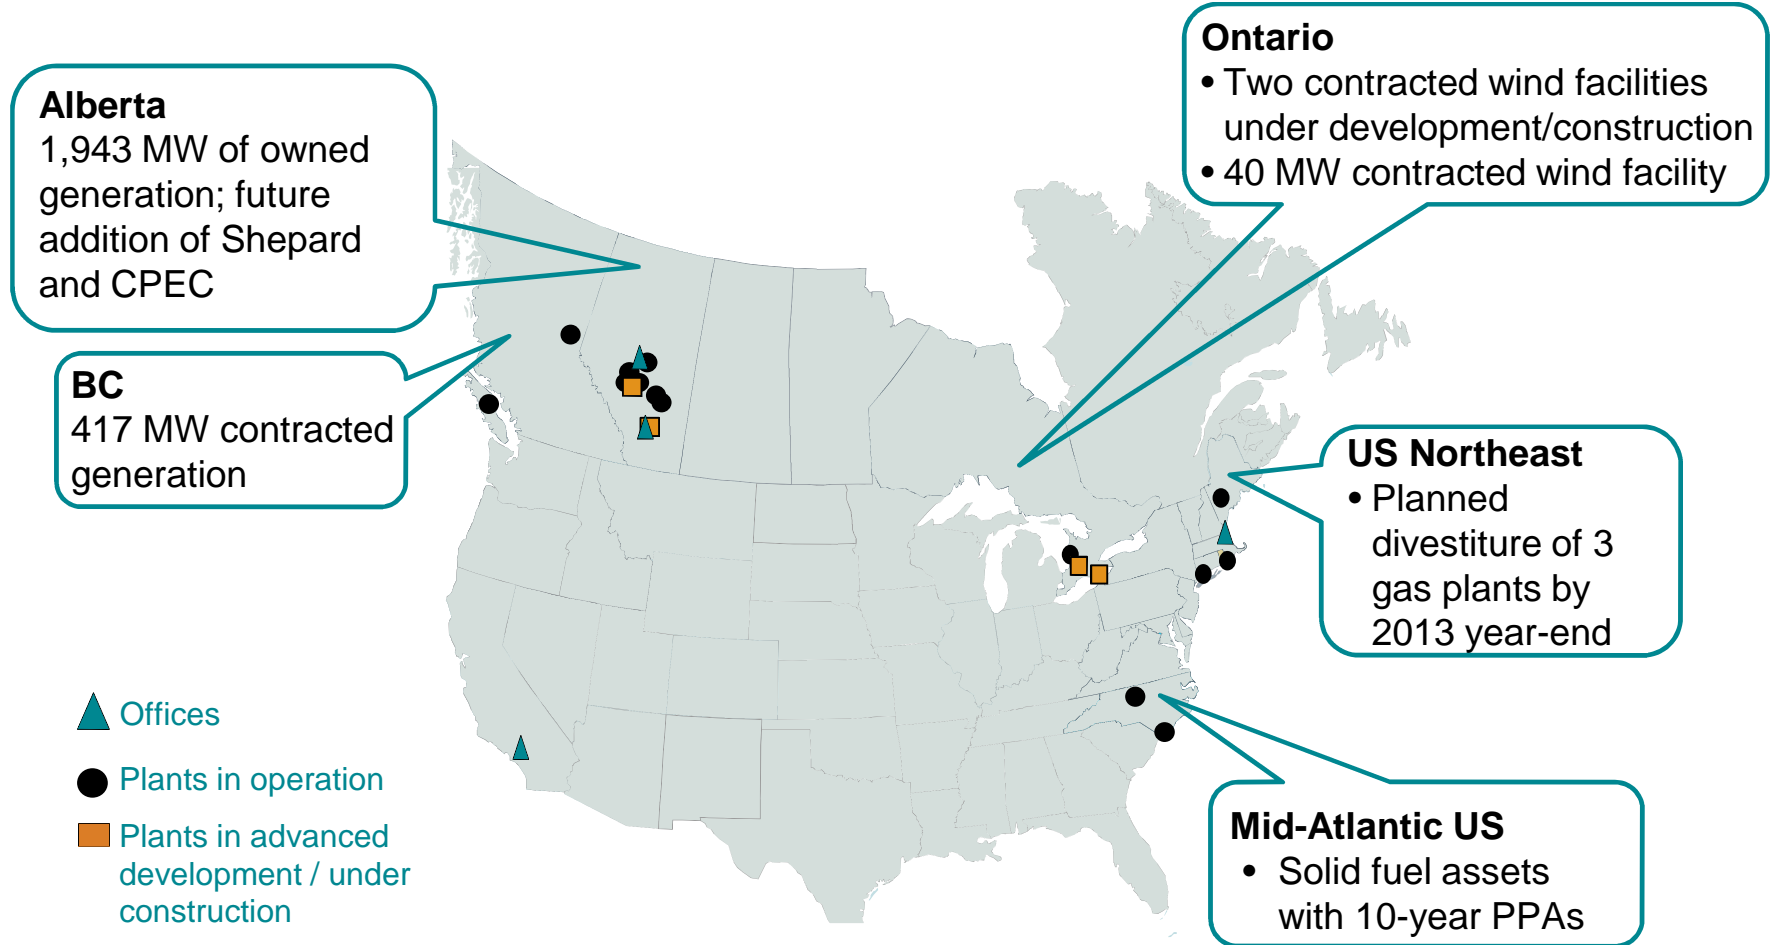 Alberta
1,943 MW of owned
generation; future
addition of Shepard
and CPEC
BC
417 MW contracted
generation
Ontario
• Two contracted wind facilities
under development/construction
• 40 MW contracted wind facility
US Northeast
• Planned
divestiture of 3
gas plants by
2013 year-end
Mid-Atlantic US
• Solid fuel assets
with 10-year PPAs
Offices
Plants in operation
Plants in advanced
development / under
construction